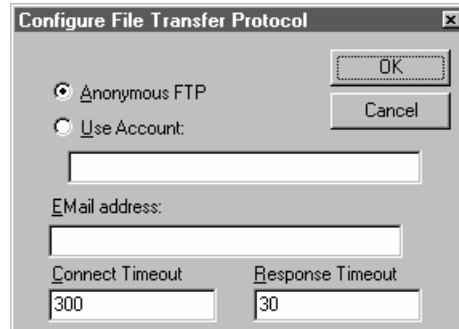 Configure File Transfer Protocol
OK
Anonymous FTP
Cancel
Use Account:
EMail address:
Connect Timeout
Response Timeout
300
30